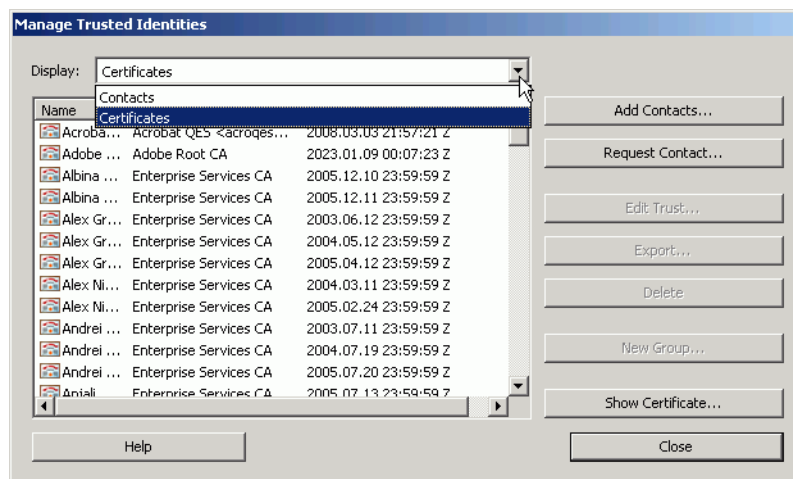 Manage Trusted Identities
Display: Certificates
Contacts
Certificates
Name
Acroba... Acrobat QES <acroqes... 2008.03.03 21:57:21 Z
Adobe ... Adobe Root CA 2023.01.09 00:07:23 Z
Albina ... Enterprise Services CA 2005.12.10 23:59:59 Z
Albina ... Enterprise Services CA 2005.12.11 23:59:59 Z
Alex Gr... Enterprise Services CA 2003.06.12 23:59:59 Z
Alex Gr... Enterprise Services CA 2004.05.12 23:59:59 Z
Alex Gr... Enterprise Services CA 2005.04.12 23:59:59 Z
Alex Ni... Enterprise Services CA 2004.03.11 23:59:59 Z
Alex Ni... Enterprise Services CA 2005.02.24 23:59:59 Z
Andrei ... Enterprise Services CA 2003.07.11 23:59:59 Z
Andrei ... Enterprise Services CA 2004.07.19 23:59:59 Z
Andrei ... Enterprise Services CA 2005.07.20 23:59:59 Z
Anjali Enterprise Services CA 2005.07.13 23:59:59 Z
Add Contacts...
Request Contact...
Edit Trust...
Export...
Delete
New Group...
Show Certificate...
Help
Close